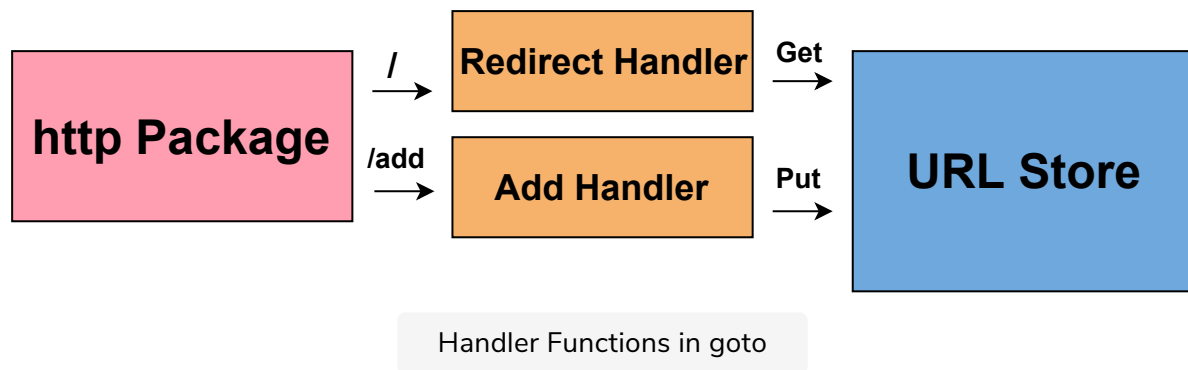 http Package
/
Redirect Handler
Get
/add
Add Handler
Put
URL Store
Handler Functions in goto